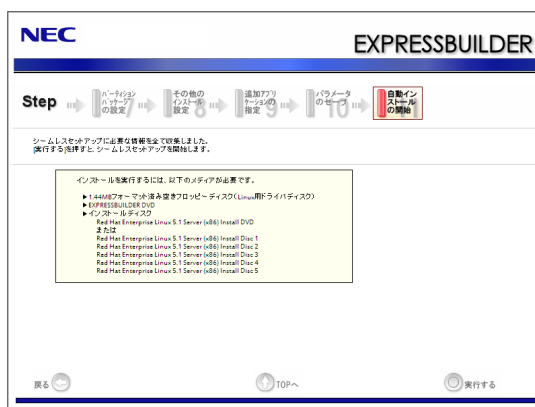 NEC
EXPRESSBUILDER
Step
パーティション
パッケージ
の設定
7
その他の
インストール
設定
8
追加アプリ
ケーションの
指定
9
パラメータ
のセーブ
10
自動イン
ストール
の開始
11
シームレスセットアップに必要な情報を全て収集しました。
[実行する]を押すと、シームレスセットアップを開始します。
インストールを実行するには、以下のメディアが必要です。
▶1.44MBフォーマット済み空きフロッピーディスク(Linux用ドライバディスク)
▶EXPRESSBUILDER DVD
▶インストールディスク
Red Hat Enterprise Linux 5.1 Server (x86) Install DVD
または
Red Hat Enterprise Linux 5.1 Server (x86) Install Disc 1
Red Hat Enterprise Linux 5.1 Server (x86) Install Disc 2
Red Hat Enterprise Linux 5.1 Server (x86) Install Disc 3
Red Hat Enterprise Linux 5.1 Server (x86) Install Disc 4
Red Hat Enterprise Linux 5.1 Server (x86) Install Disc 5
戻る
TOPへ
実行する